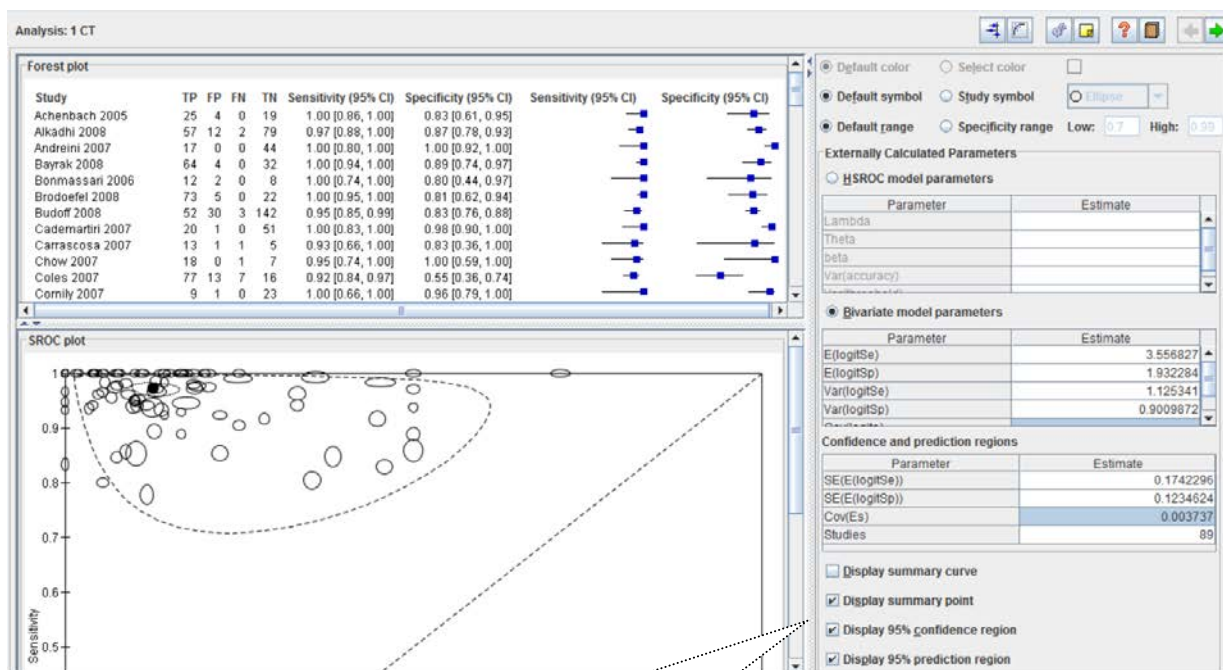 Analysis: 1 CT
Forest plot
Study TP FP FN TN Sensitivity (95% CI) Specificity (95% CI) Sensitivity (95% CI) Specificity (95% CI)
Achenbach 2005 25 4 0 19 1.00 [0.86, 1.00] 0.83 [0.61, 0.95]
Alkadhi 2008 57 12 2 79 0.97 [0.88, 1.00] 0.87 [0.78, 0.93]
Andreini 2007 17 0 0 44 1.00 [0.80, 1.00] 1.00 [0.92, 1.00]
Bayrak 2008 64 4 0 32 1.00 [0.94, 1.00] 0.89 [0.74, 0.97]
Bonmassari 2006 12 2 0 8 1.00 [0.74, 1.00] 0.80 [0.44, 0.97]
Brodoefel 2008 73 5 0 22 1.00 [0.95, 1.00] 0.81 [0.62, 0.94]
Budoff 2008 52 30 3 142 0.95 [0.85, 0.99] 0.83 [0.76, 0.88]
Cademartiri 2007 20 1 0 51 1.00 [0.83, 1.00] 0.98 [0.90, 1.00]
Carrascosa 2007 13 1 1 5 0.93 [0.66, 1.00] 0.83 [0.36, 1.00]
Chow 2007 18 0 1 7 0.95 [0.74, 1.00] 1.00 [0.59, 1.00]
Coles 2007 77 13 7 16 0.92 [0.84, 0.97] 0.55 [0.36, 0.74]
Cornily 2007 9 1 0 23 1.00 [0.66, 1.00] 0.96 [0.79, 1.00]
SROC plot
1
0.9
0.8
0.7
0.6
0.5
Sensitivity
Default color Select color
Default symbol Study symbol Ellipse
Default range Specificity range Low: 0.7 High: 0.99
Externally Calculated Parameters
HSROC model parameters
Parameter Estimate
Lambda
Theta
beta
Var(accuracy)
Var(threshold)
Bivariate model parameters
Parameter Estimate
E(logitSe) 3.556827
E(logitSp) 1.932284
Var(logitSe) 1.125341
Var(logitSp) 0.9009872
Confidence and prediction regions
Parameter Estimate
SE(E(logitSe)) 0.1742296
SE(E(logitSp)) 0.1234624
Cov(Es) 0.003737
Studies 89
Display summary curve
Display summary point
Display 95% confidence region
Display 95% prediction region